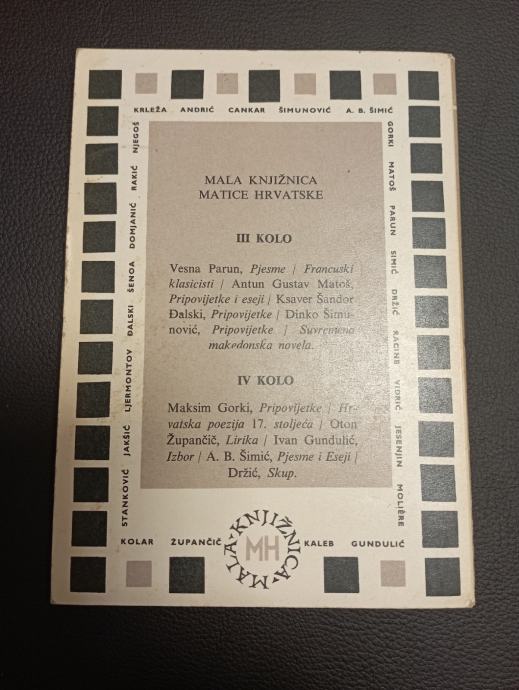 KRLEŽA ANDRIĆ CANKAR ŠIMUNOVIĆ A. B. ŠIMIĆ
GORKI MATOŠ PARUN SIMIĆ DRŽIĆ RACINE VIDRIĆ JESENJIN MOLIÈRE
STANKOVIĆ JAKŠIĆ LJERMONTOV ĐALSKI ŠENOA DOMJANIĆ RAKIĆ NJEGOŠ
MALA KNJIŽNICA
MATICE HRVATSKE
III KOLO
Vesna Parun, Pjesme / Francuski
klasicisti / Antun Gustav Matoš,
Pripovijetke i eseji / Ksaver Šandor
Đalski, Pripovijetke / Dinko Šimu-
nović, Pripovijetke / Suvremena
makedonska novela.
IV KOLO
Maksim Gorki, Pripovijetke / Hr-
vatska poezija 17. stoljeća / Oton
Župančič, Lirika / Ivan Gundulić,
Izbor / A. B. Šimić, Pjesme i Eseji /
Držić, Skup.
KOLAR ŽUPANČIČ KALEB GUNDULIĆ
MALA · KNJIŽNICA ·
MH